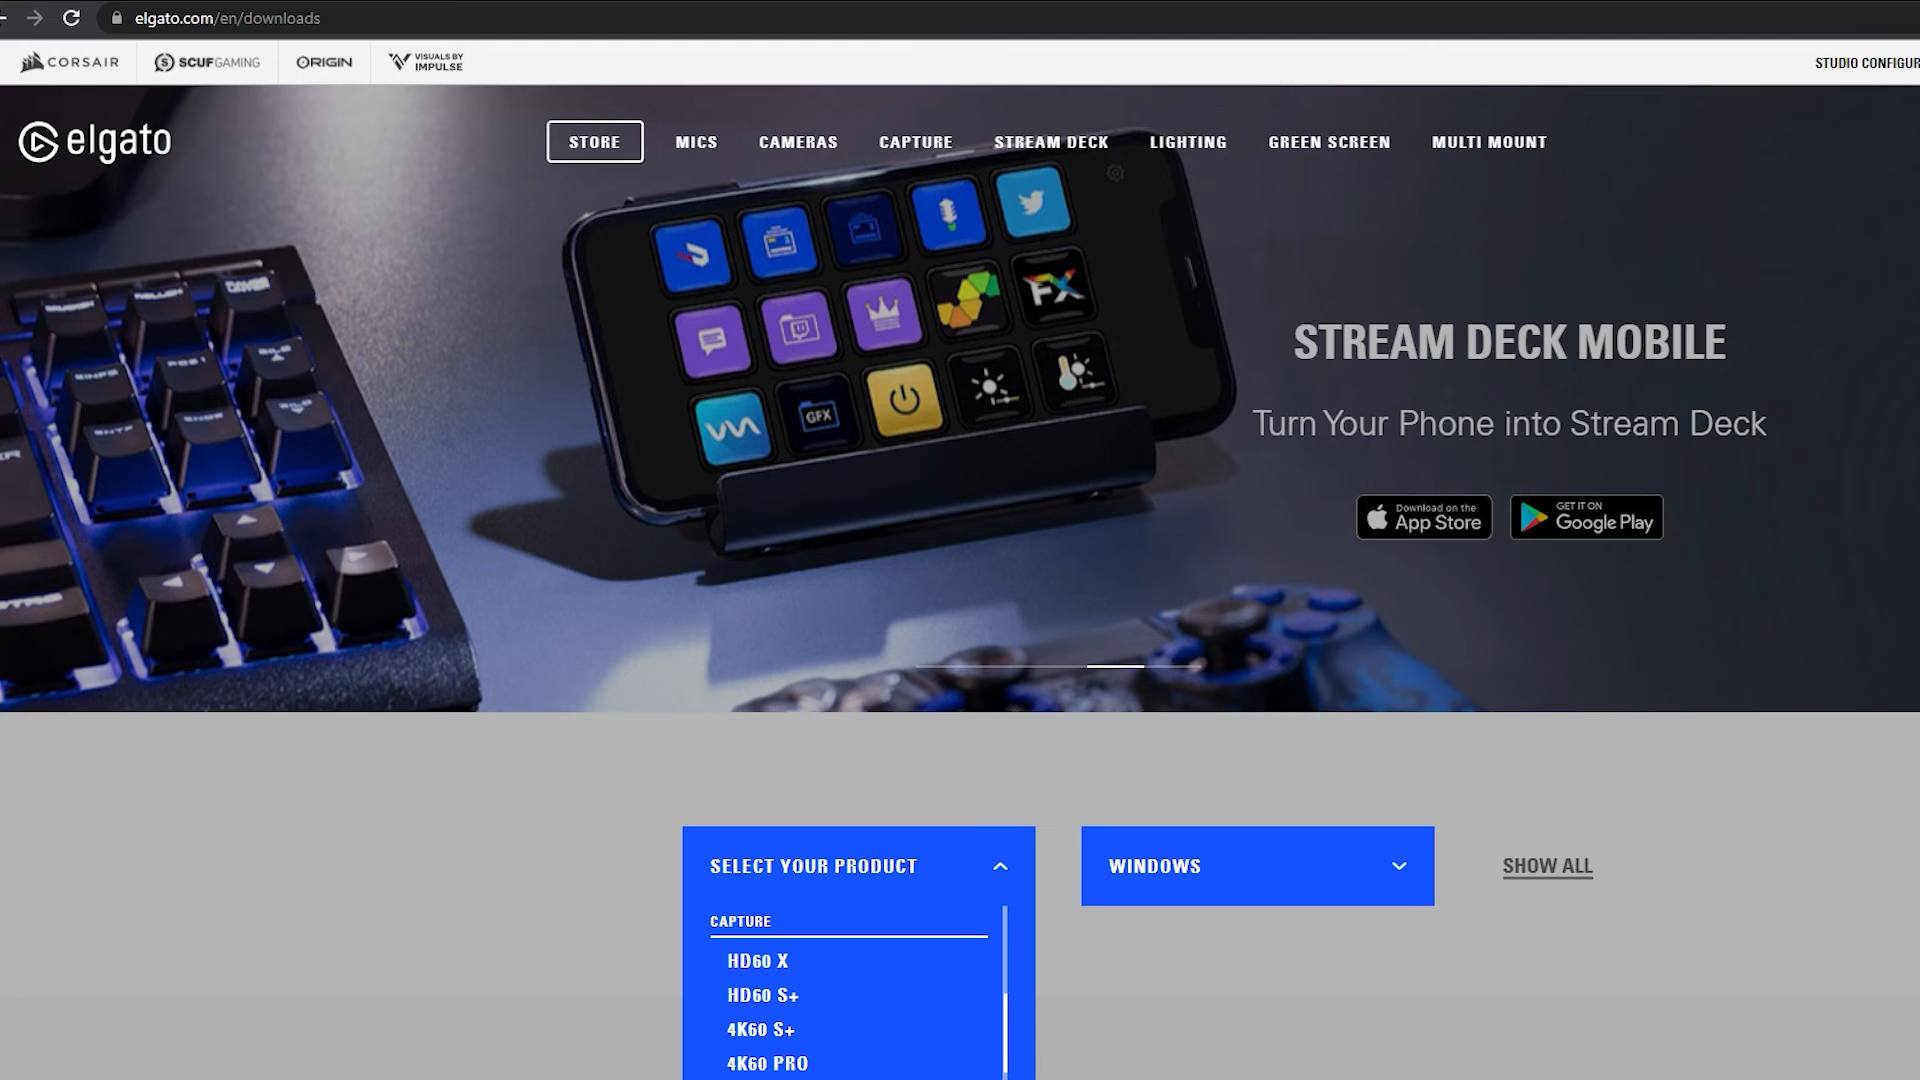 elgato.com/en/downloads
CORSAIR
SCUFGAMING
ORIGIN
VISUALS BY
IMPULSE
STUDIO CONFIGUR
elgato
STORE
MICS
CAMERAS
CAPTURE
STREAM DECK
LIGHTING
GREEN SCREEN
MULTI MOUNT
FX
GFX
STREAM DECK MOBILE
Turn Your Phone into Stream Deck
Download on the
App Store
GET IT ON
Google Play
SELECT YOUR PRODUCT
WINDOWS
SHOW ALL
CAPTURE
HD60 X
HD60 S+
4K60 S+
4K60 PRO